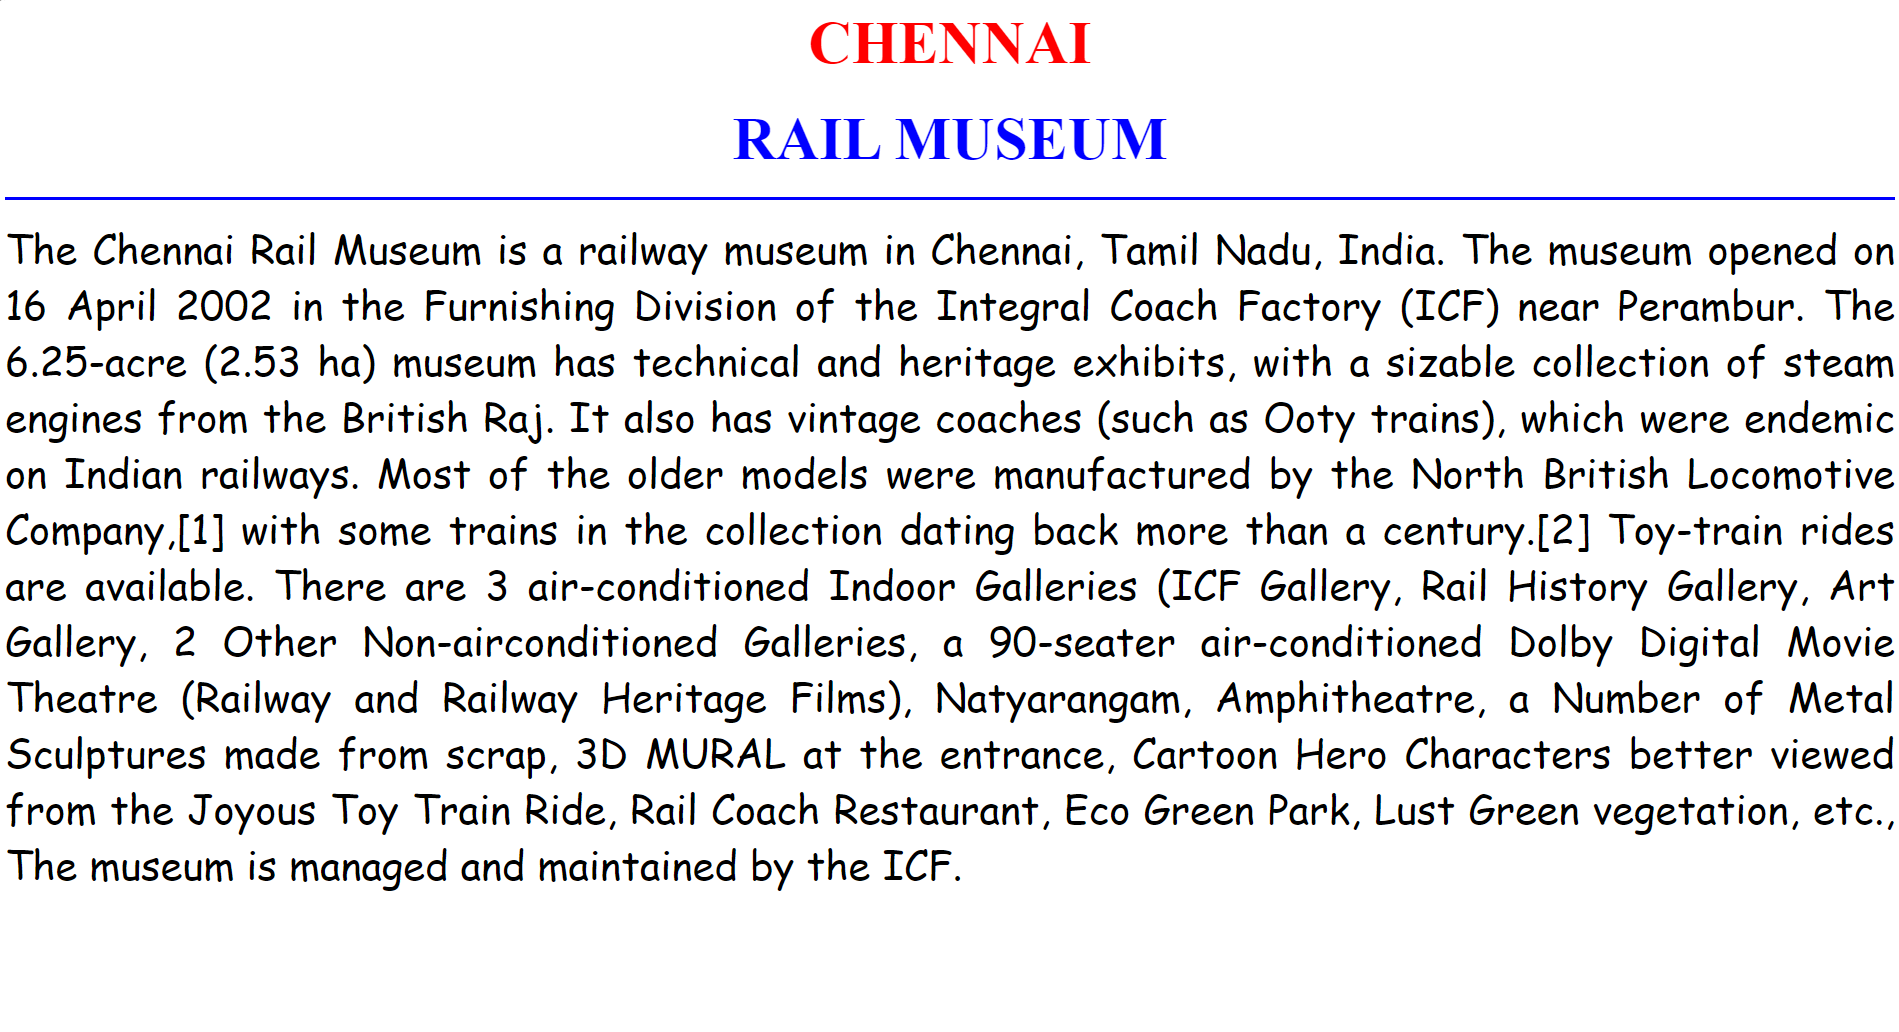 CHENNAI
RAIL MUSEUM
The Chennai Rail Museum is a railway museum in Chennai, Tamil Nadu, India. The museum opened on
16 April 2002 in the Furnishing Division of the Integral Coach Factory (ICF) near Perambur. The
6.25-acre (2.53 ha) museum has technical and heritage exhibits, with a sizable collection of steam
engines from the British Raj. It also has vintage coaches (such as Ooty trains), which were endemic
on Indian railways. Most of the older models were manufactured by the North British Locomotive
Company,[1] with some trains in the collection dating back more than a century.[2] Toy-train rides
are available. There are 3 air-conditioned Indoor Galleries (ICF Gallery, Rail History Gallery, Art
Gallery, 2 Other Non-airconditioned Galleries, a 90-seater air-conditioned Dolby Digital Movie
Theatre (Railway and Railway Heritage Films), Natyarangam, Amphitheatre, a Number of Metal
Sculptures made from scrap, 3D MURAL at the entrance, Cartoon Hero Characters better viewed
from the Joyous Toy Train Ride, Rail Coach Restaurant, Eco Green Park, Lust Green vegetation, etc.,
The museum is managed and maintained by the ICF.